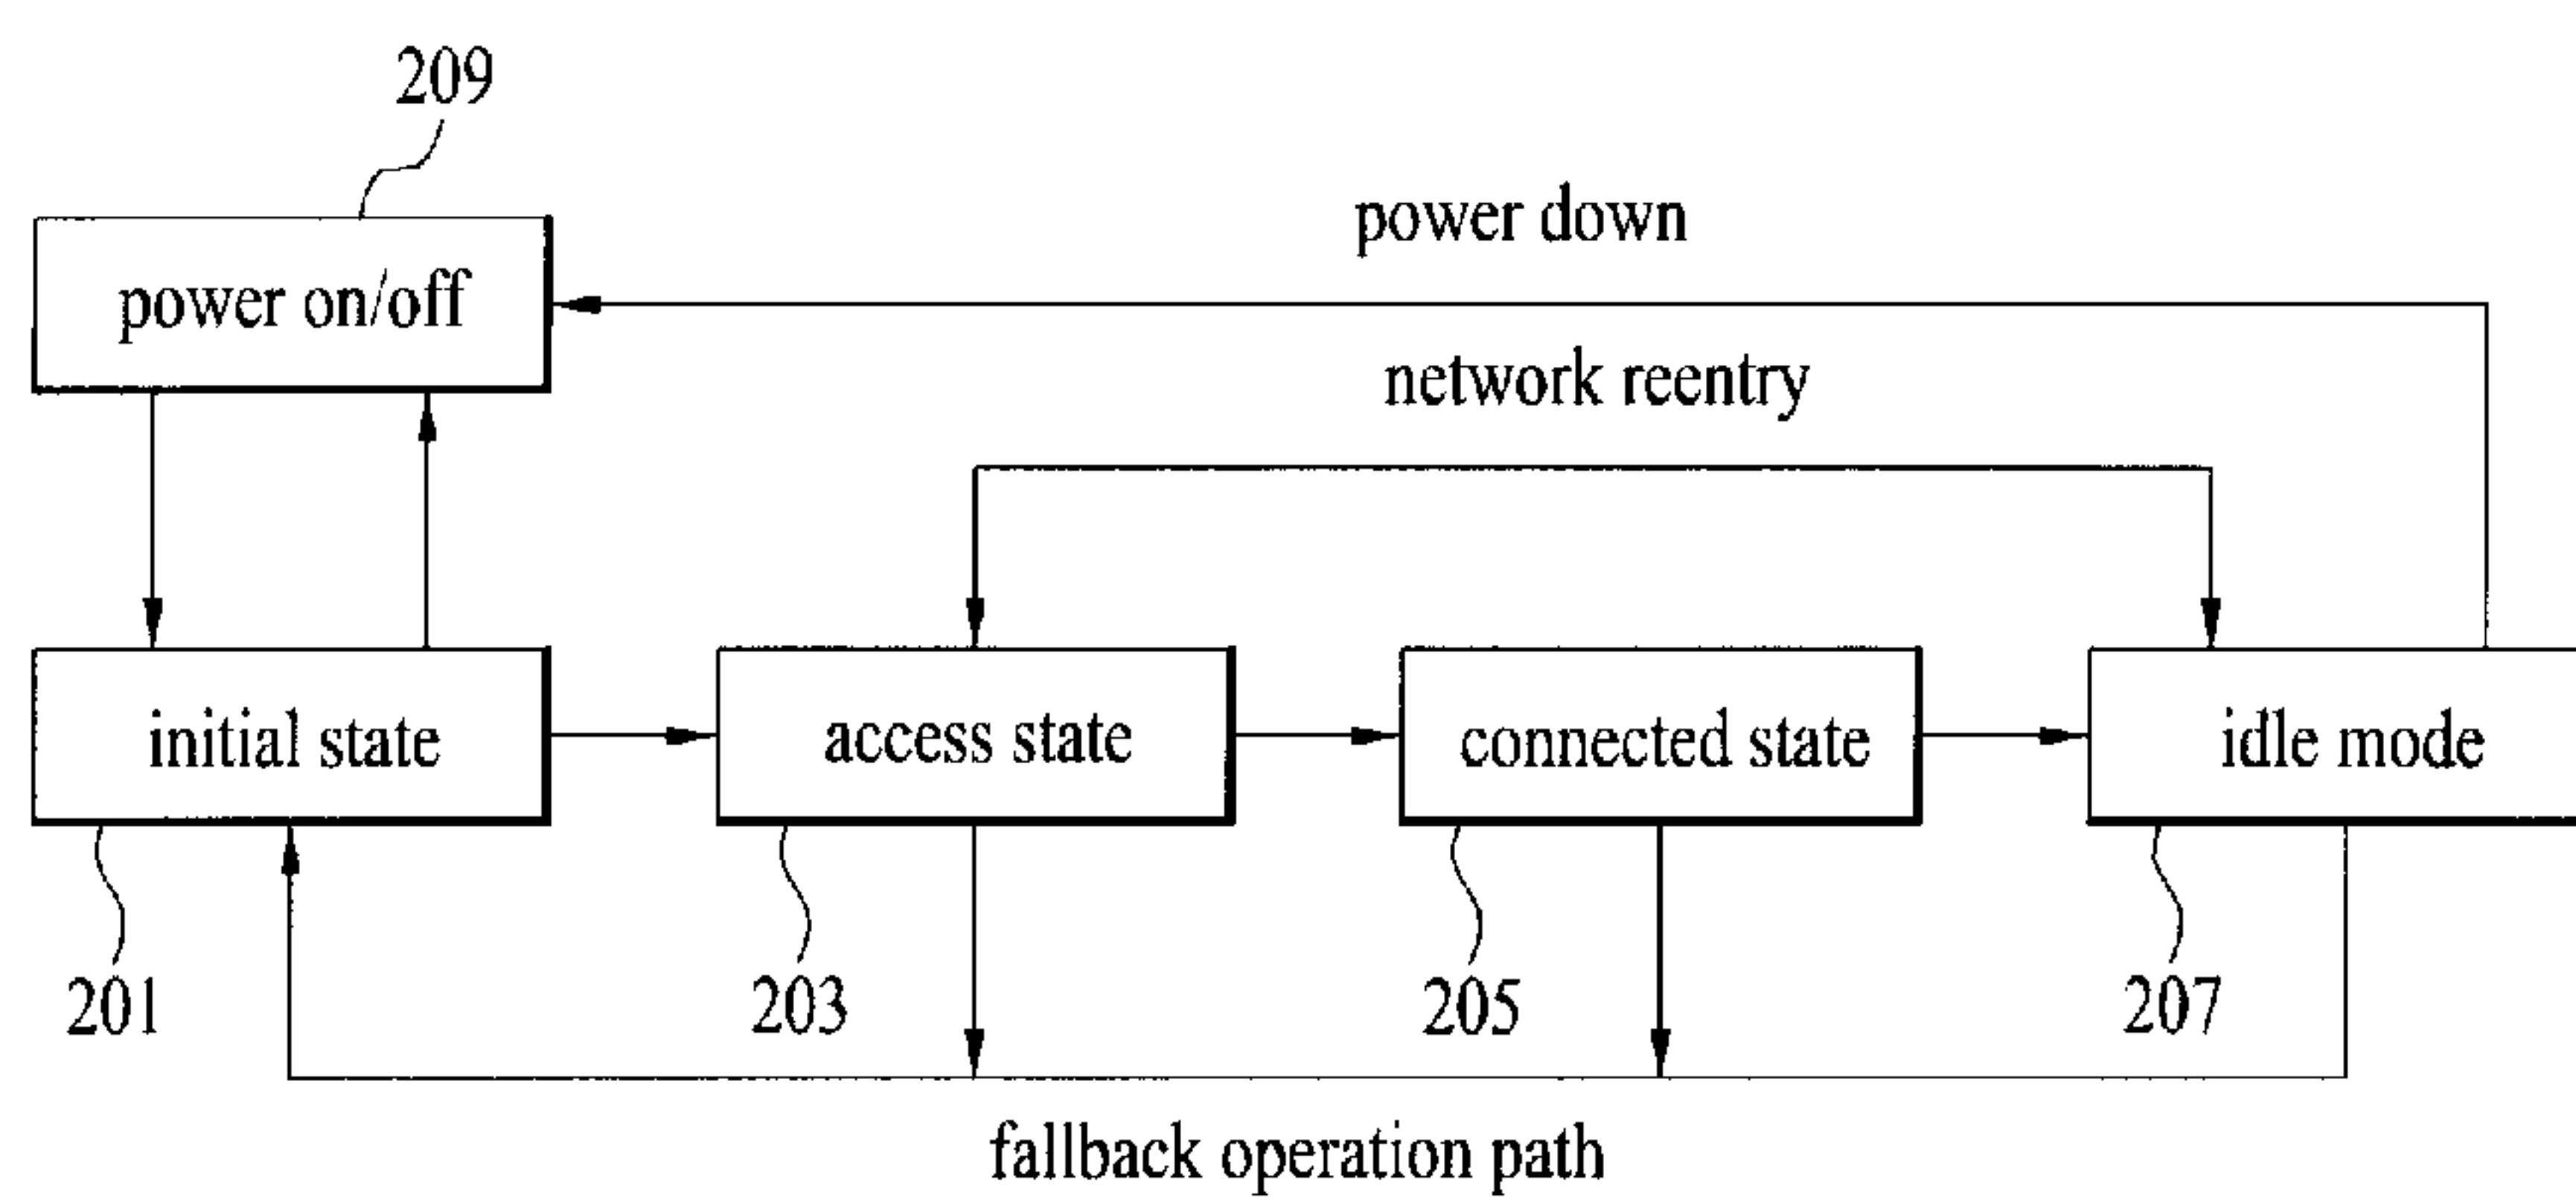 209
power down
power on/off
network reentry
initial state
access state
connected state
idle mode
201
203
205
207
fallback operation path